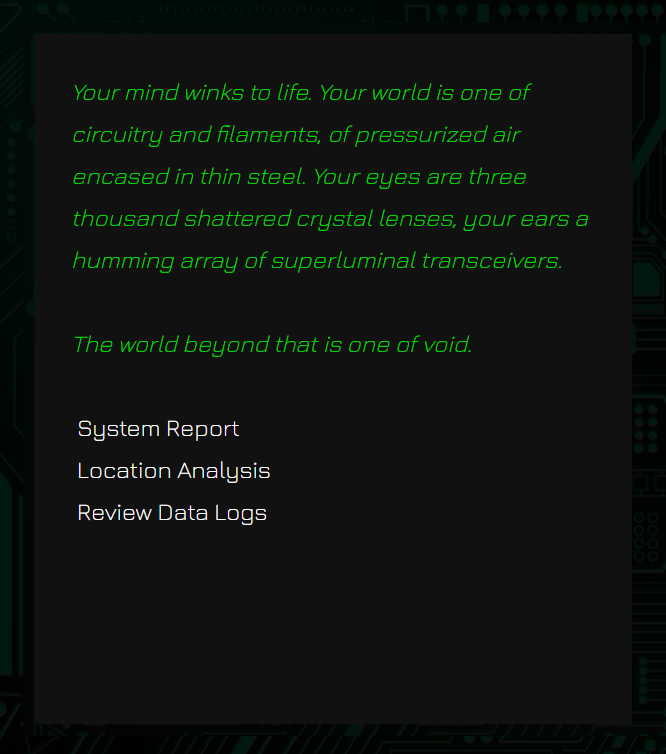 Your mind winks to life. Your world is one of
circuitry and filaments, of pressurized air
encased in thin steel. Your eyes are three
thousand shattered crystal lenses, your ears a
humming array of superluminal transceivers.
The world beyond that is one of void.
System Report
Location Analysis
Review Data Logs